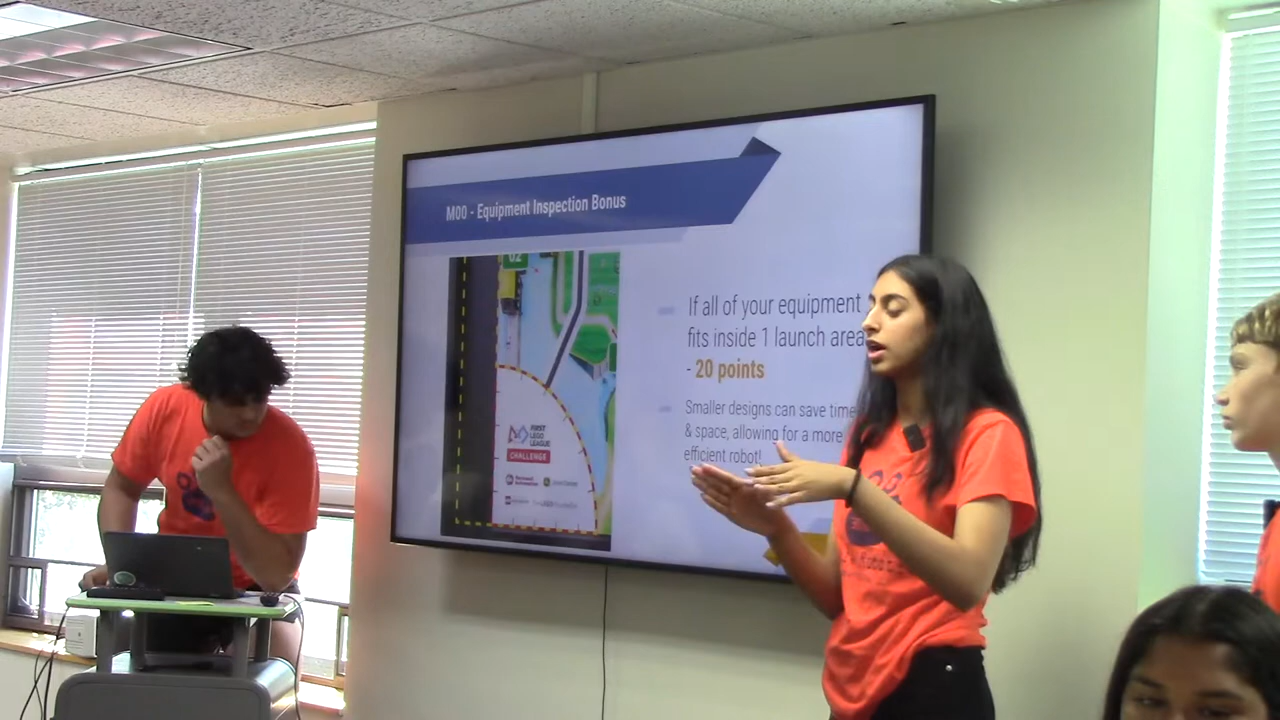 M00 - Equipment Inspection Bonus
02
If all of your equipment
fits inside 1 launch area
- 20 points
Smaller designs can save time
& space, allowing for a more
efficient robot!
FIRST
LEGO
LEAGUE
CHALLENGE